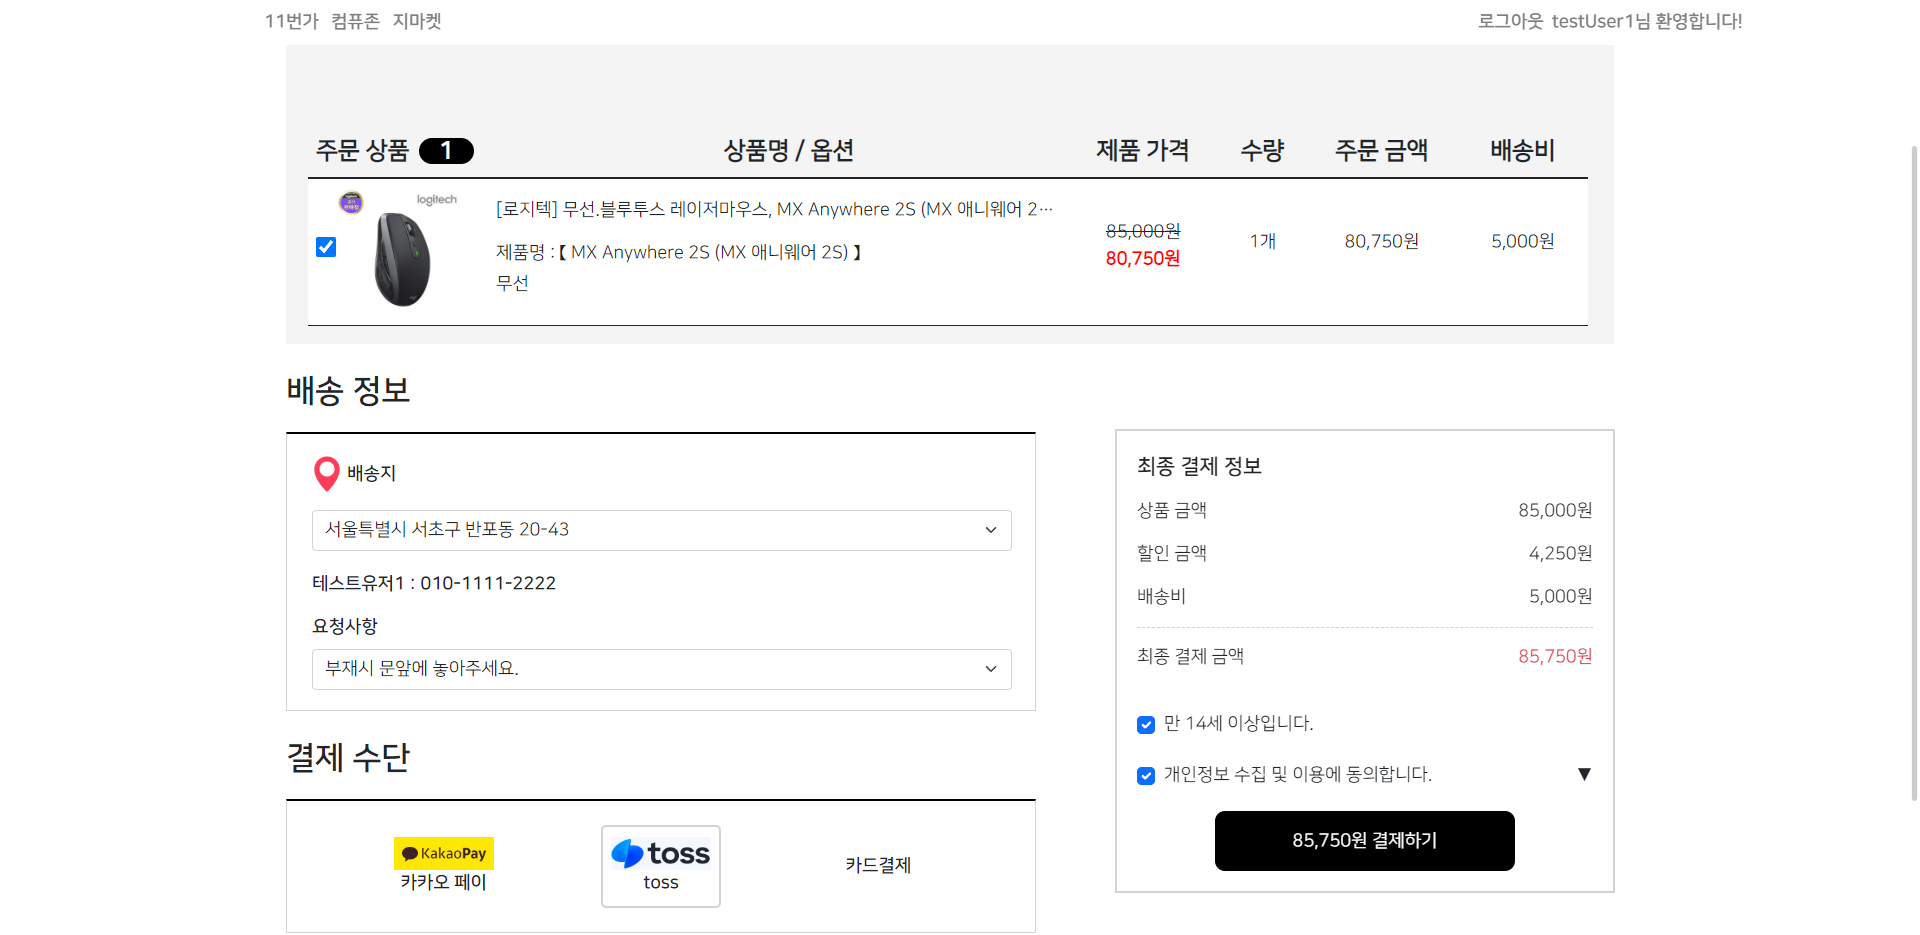 11번가 컴퓨존 지마켓
로그아웃 testUser1님 환영합니다!
주문 상품 1 상품명 / 옵션 제품 가격 수량 주문 금액 배송비
logitech
[로지텍] 무선.블루투스 레이저마우스, MX Anywhere 2S (MX 애니웨어 2…
제품명 :【 MX Anywhere 2S (MX 애니웨어 2S) 】
무선
85,000원
80,750원
1개
80,750원
5,000원
배송 정보
배송지
서울특별시 서초구 반포동 20-43
테스트유저1 : 010-1111-2222
요청사항
부재시 문앞에 놓아주세요.
결제 수단
KakaoPay
카카오 페이
toss
toss
카드결제
최종 결제 정보
상품 금액 85,000원
할인 금액 4,250원
배송비 5,000원
최종 결제 금액 85,750원
만 14세 이상입니다.
개인정보 수집 및 이용에 동의합니다. ▼
85,750원 결제하기